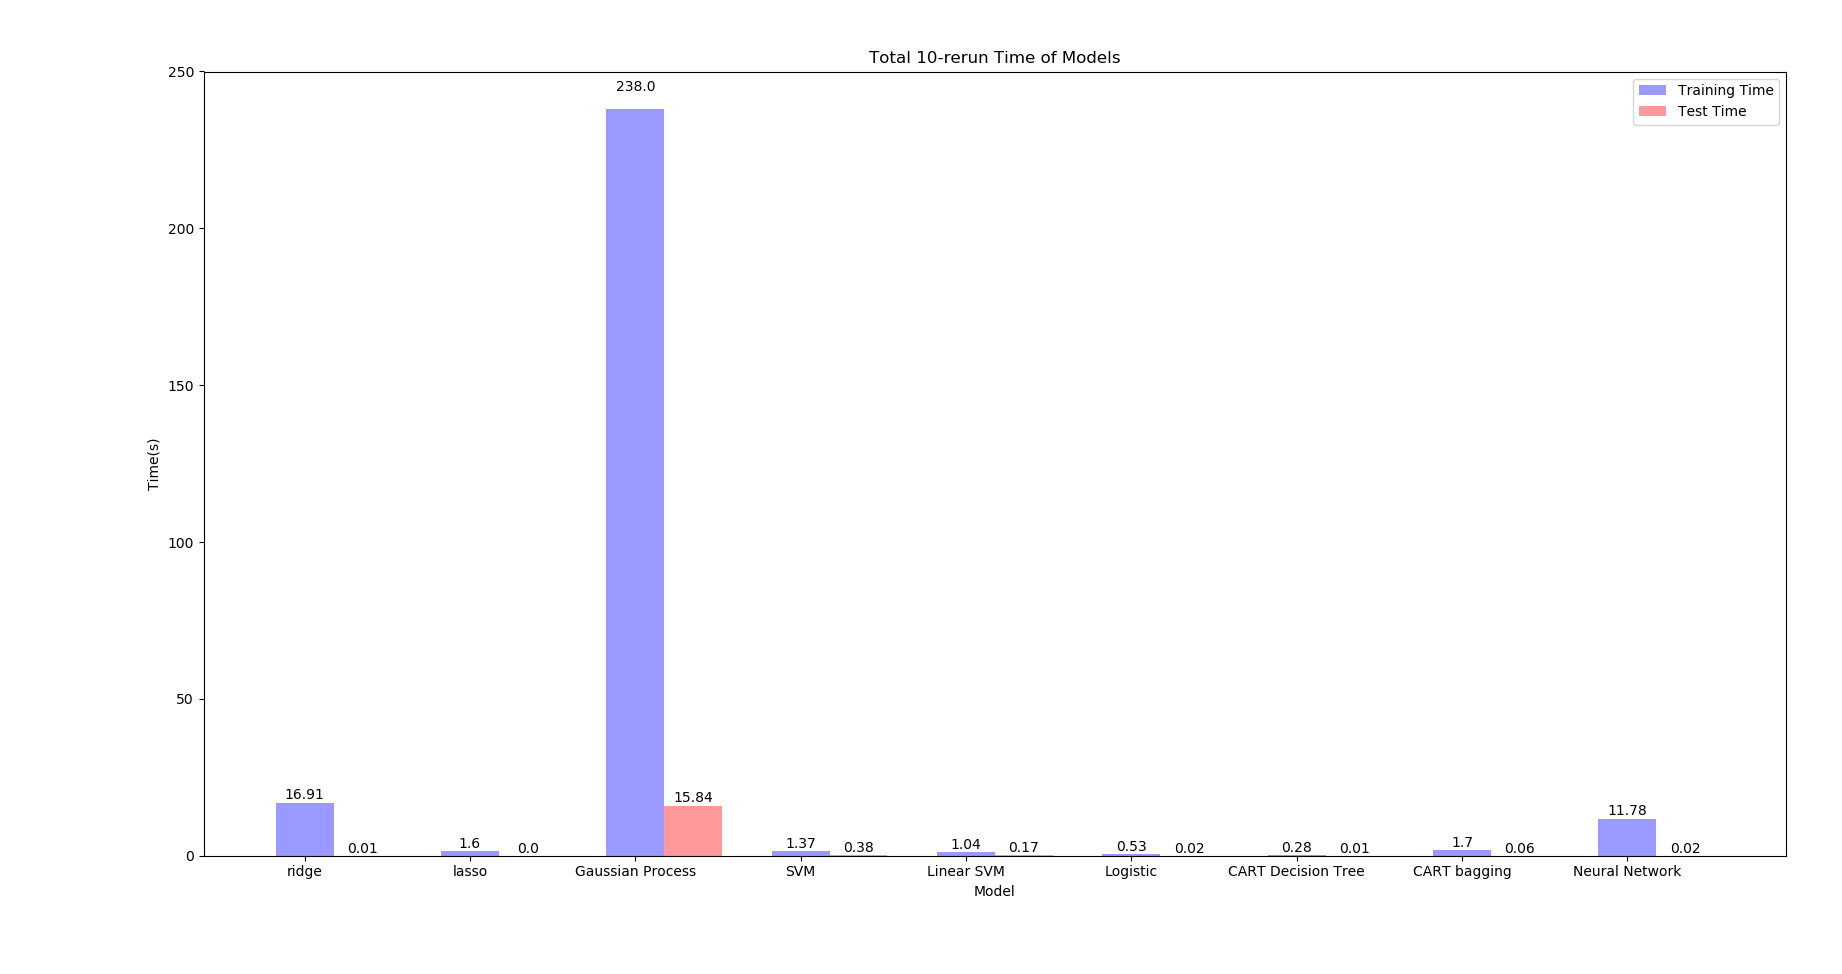 Total 10-rerun Time of Models
Training Time
Test Time
Time(s)
250
200
150
100
50
0
16.91
0.01
1.6
0.0
238.0
15.84
1.37
0.38
1.04
0.17
0.53
0.02
0.28
0.01
1.7
0.06
11.78
0.02
ridge
lasso
Gaussian Process
SVM
Linear SVM
Logistic
CART Decision Tree
CART bagging
Neural Network
Model